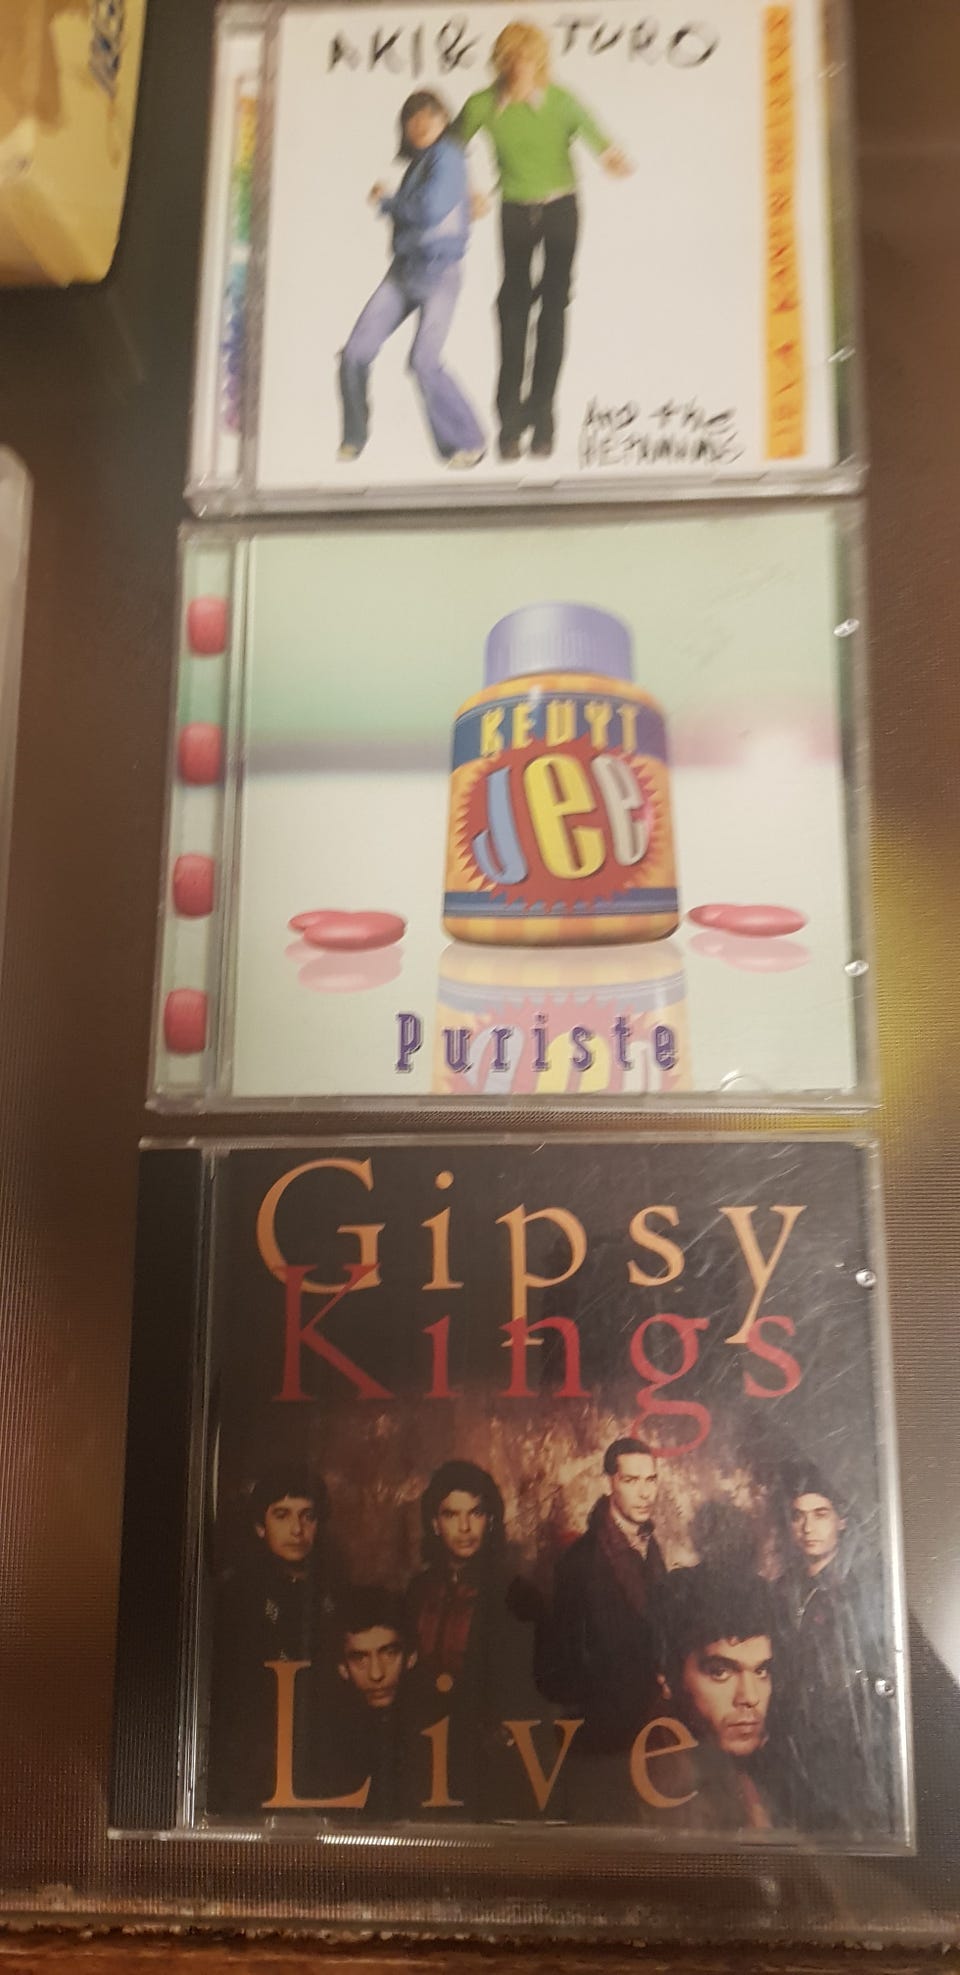 AKI & TURO
AND the
KEVYT
Jee
Puriste
Gipsy
Kings
Live